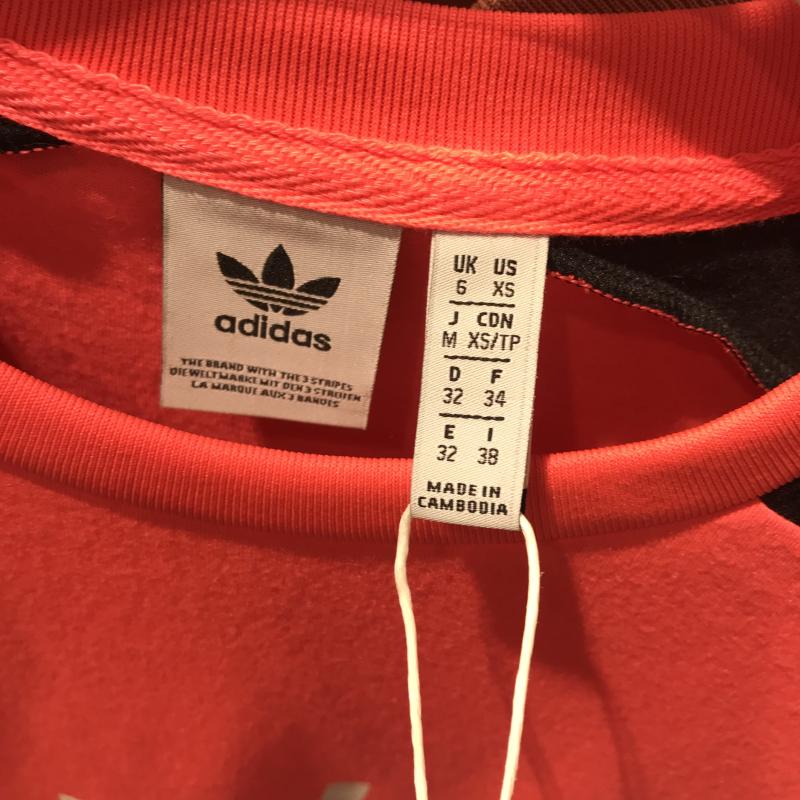 adidas
THE BRAND WITH THE 3 STRIPES
DIE WELTMARKE MIT DEN 3 STREIFEN
LA MARQUE AUX 3 BANDES
UK US
6 XS
J CDN
M XS/TP
D F
32 34
E I
32 38
MADE IN
CAMBODIA